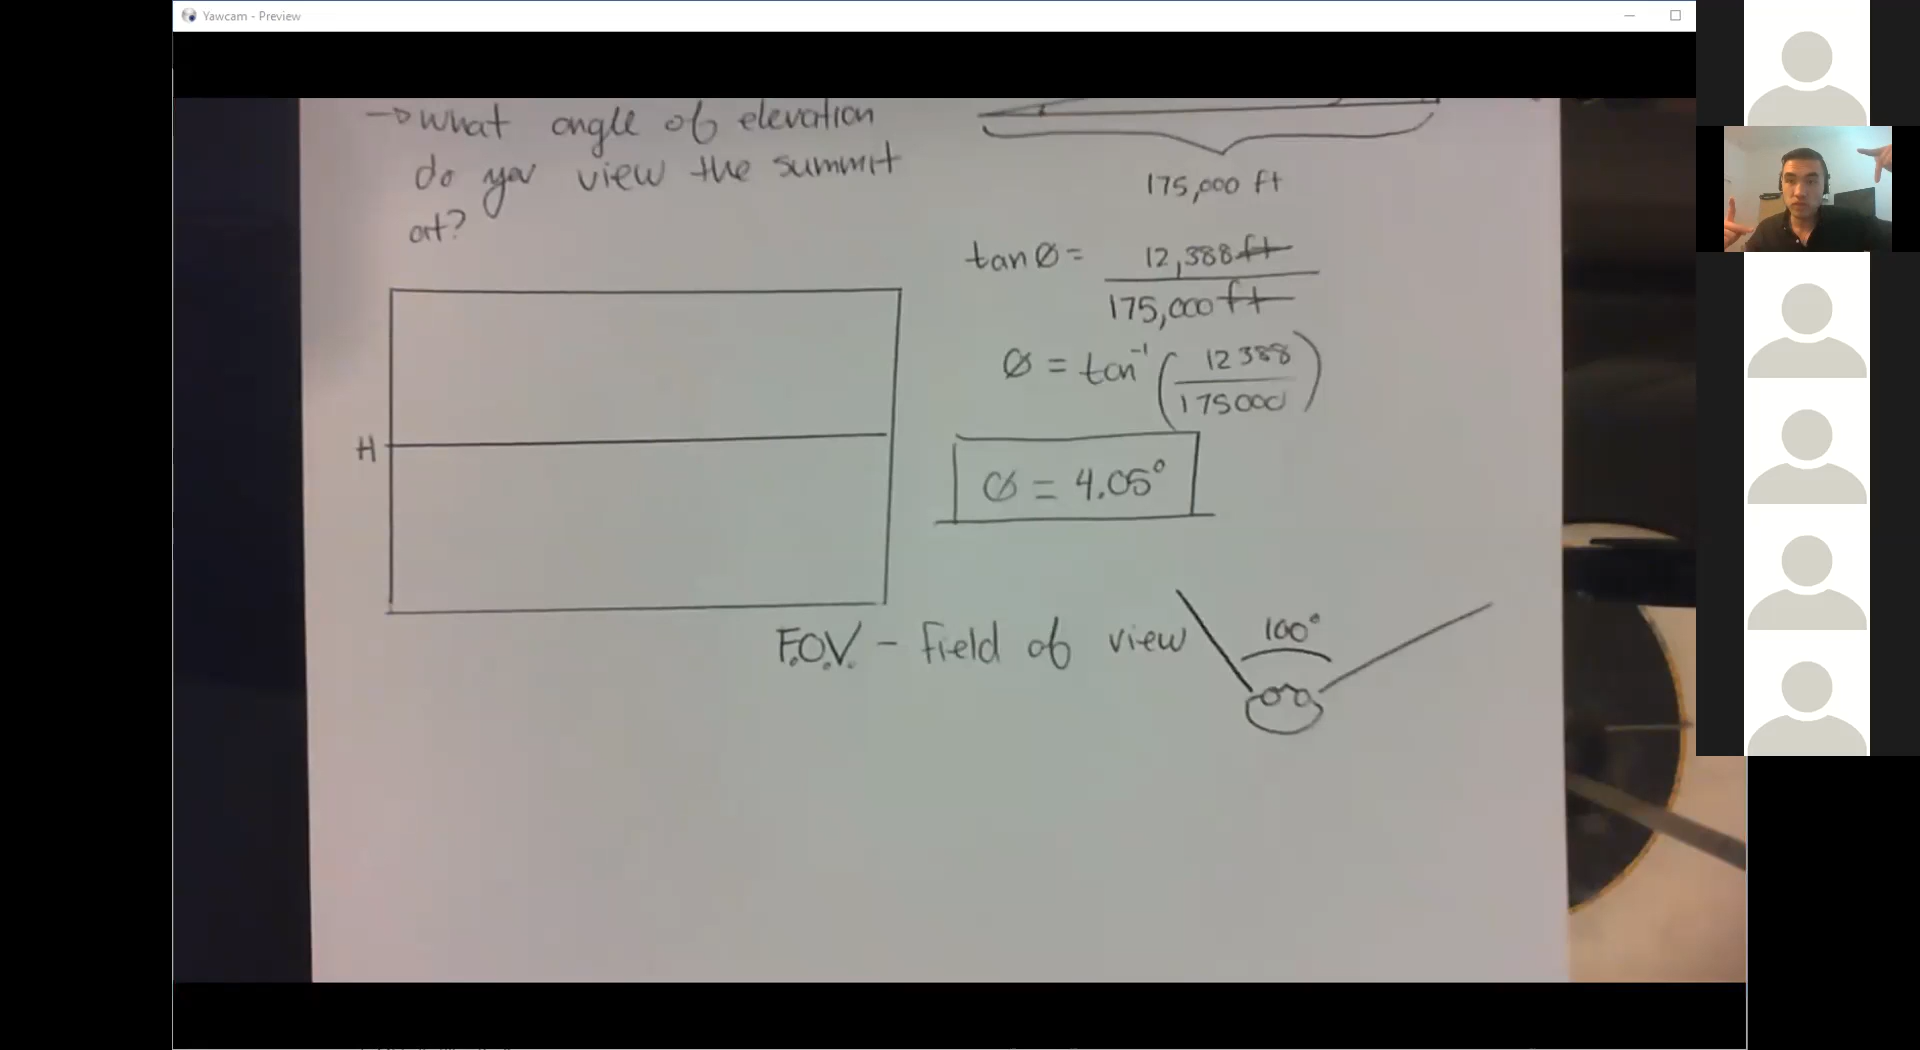 Yawcam - Preview
→ what angle of elevation
do you view the summit
at?
175,000 ft
tan Ø = 12,388 ft
175,000 ft
Ø = tan⁻¹ (12388
175000)
H
Ø = 4.05°
F.O.V. - Field of view
100°